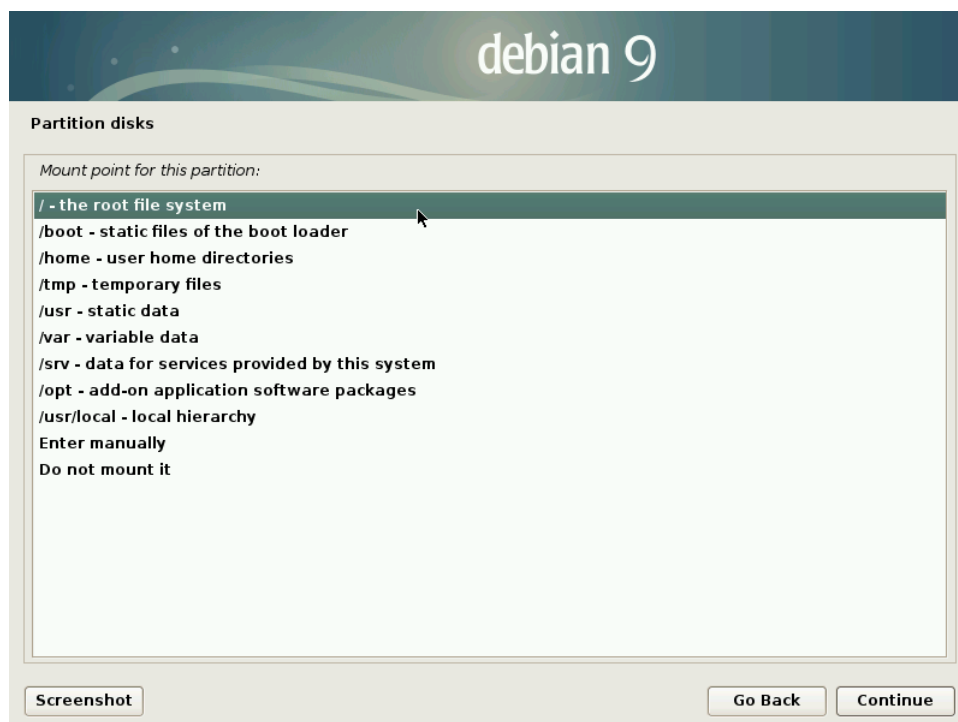 debian 9
Partition disks
Mount point for this partition:
/ - the root file system
/boot - static files of the boot loader
/home - user home directories
/tmp - temporary files
/usr - static data
/var - variable data
/srv - data for services provided by this system
/opt - add-on application software packages
/usr/local - local hierarchy
Enter manually
Do not mount it
Screenshot
Go Back
Continue